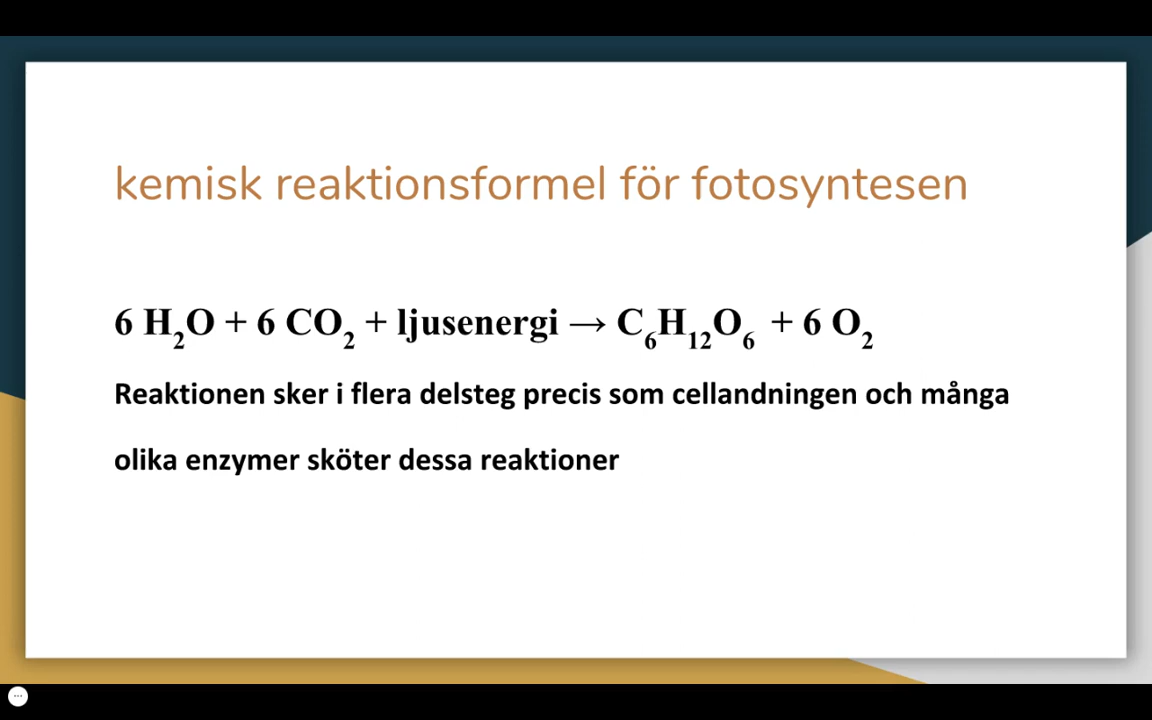 kemisk reaktionsformel för fotosyntesen
6 H₂O + 6 CO₂ + ljusenergi → C₆H₁₂O₆ + 6 O₂
Reaktionen sker i flera delsteg precis som cellandningen och många
olika enzymer sköter dessa reaktioner